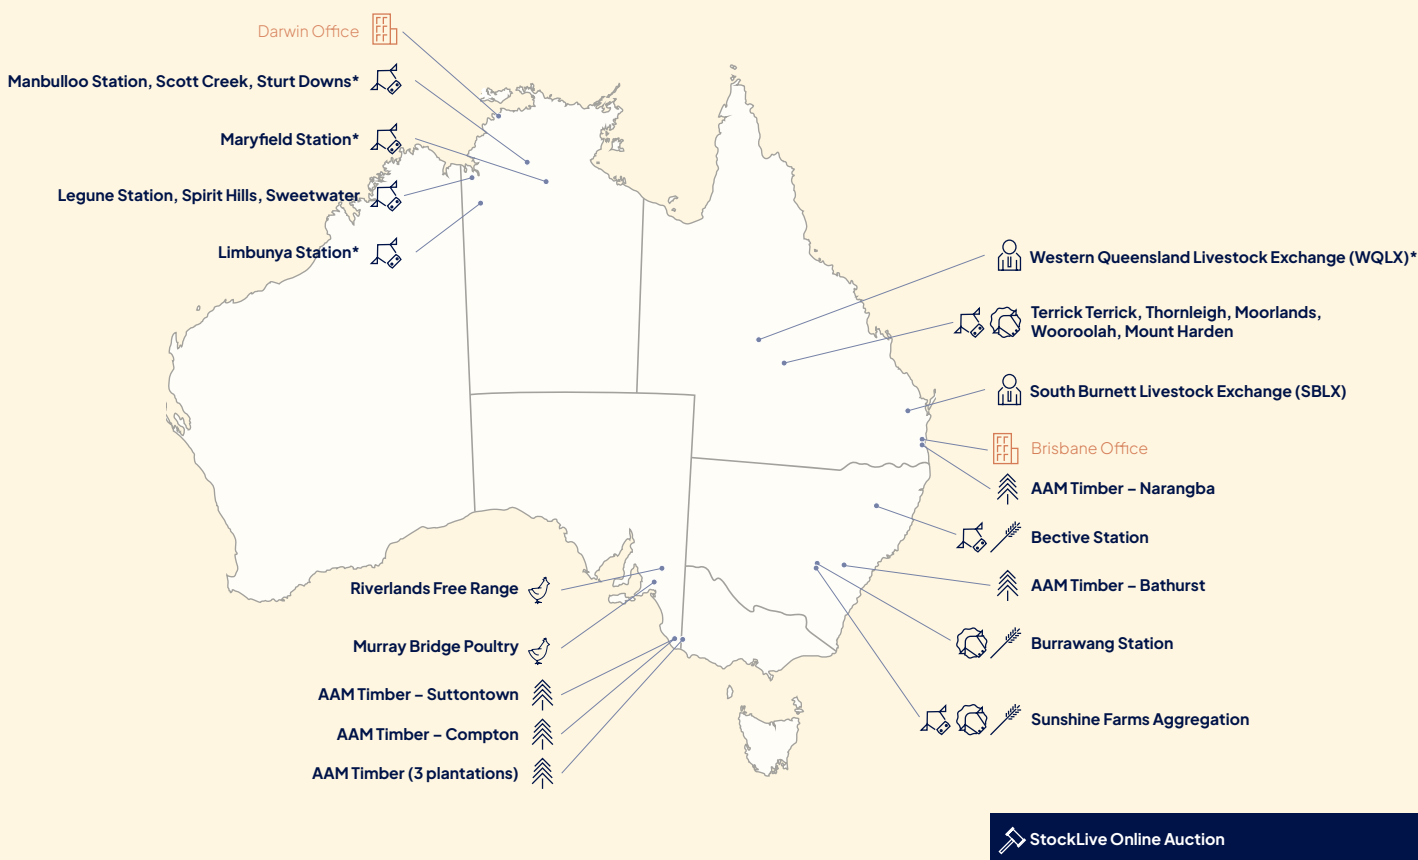 Darwin Office
Manbulloo Station, Scott Creek, Sturt Downs*
Maryfield Station*
Legune Station, Spirit Hills, Sweetwater
Limbunya Station*
Western Queensland Livestock Exchange (WQLX)*
Terrick Terrick, Thornleigh, Moorlands,
Wooroolah, Mount Harden
South Burnett Livestock Exchange (SBLX)
Brisbane Office
AAM Timber – Narangba
Bective Station
AAM Timber – Bathurst
Burrawang Station
Sunshine Farms Aggregation
Riverlands Free Range
Murray Bridge Poultry
AAM Timber – Suttontown
AAM Timber – Compton
AAM Timber (3 plantations)
StockLive Online Auction